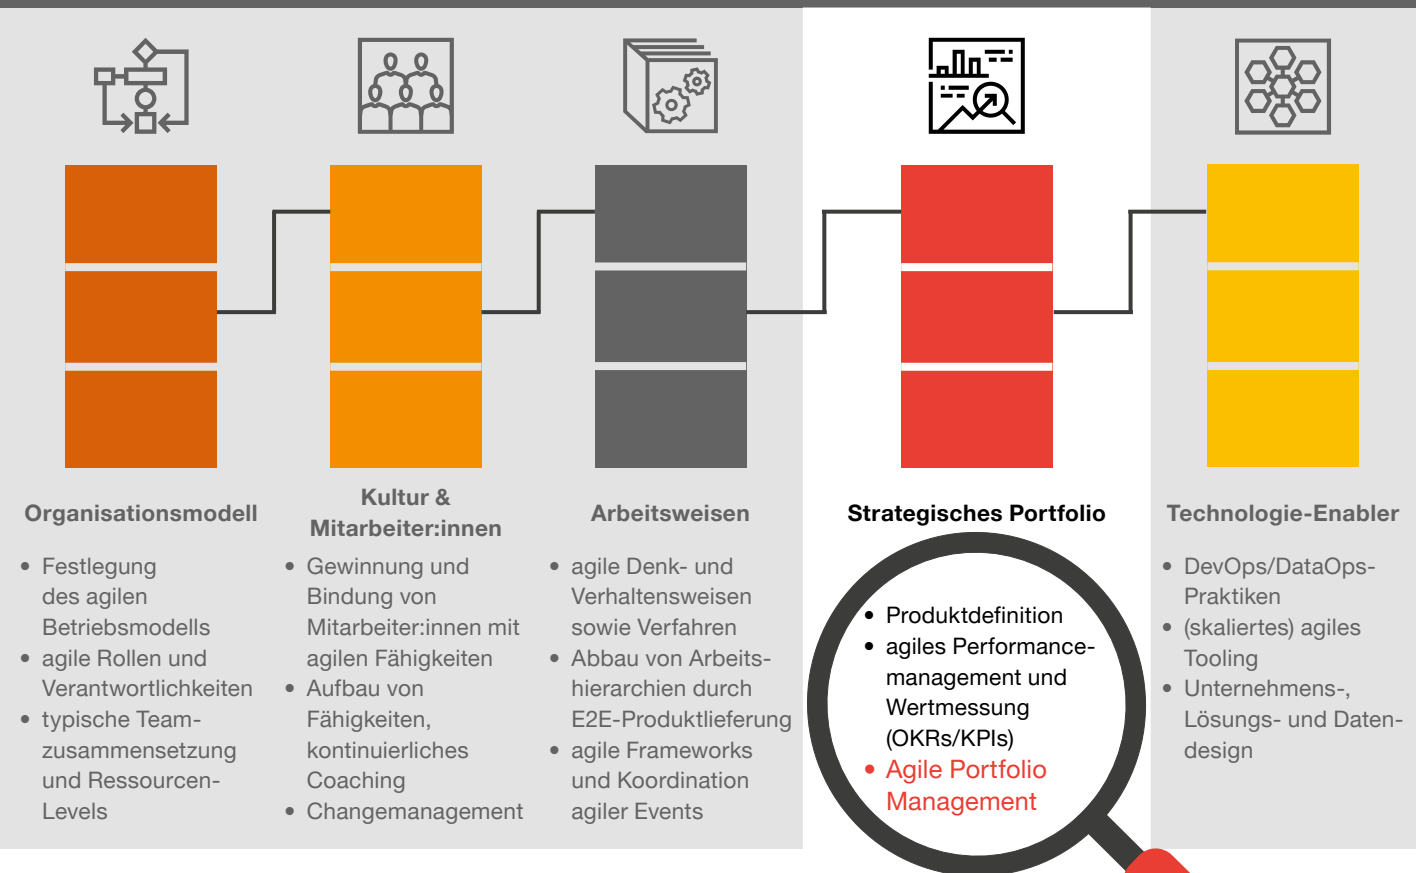 Organisationsmodell
• Festlegung
des agilen
Betriebsmodells
• agile Rollen und
Verantwortlichkeiten
• typische Team-
zusammensetzung
und Ressourcen-
Levels
Kultur &
Mitarbeiter:innen
• Gewinnung und
Bindung von
Mitarbeiter:innen mit
agilen Fähigkeiten
• Aufbau von
Fähigkeiten,
kontinuierliches
Coaching
• Changemanagement
Arbeitsweisen
• agile Denk- und
Verhaltensweisen
sowie Verfahren
• Abbau von Arbeits-
hierarchien durch
E2E-Produktlieferung
• agile Frameworks
und Koordination
agiler Events
Strategisches Portfolio
• Produktdefinition
• agiles Performance-
management und
Wertmessung
(OKRs/KPIs)
• Agile Portfolio
Management
Technologie-Enabler
• DevOps/DataOps-
Praktiken
• (skaliertes) agiles
Tooling
• Unternehmens-,
Lösungs- und Daten-
design